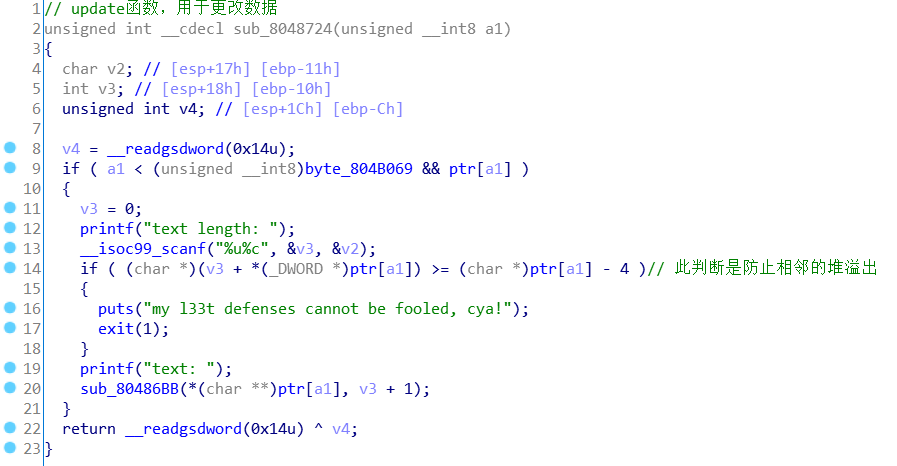 1 // update函数，用于更改数据
2 unsigned int __cdecl sub_8048724(unsigned __int8 a1)
3 {
4   char v2; // [esp+17h] [ebp-11h]
5   int v3; // [esp+18h] [ebp-10h]
6   unsigned int v4; // [esp+1Ch] [ebp-Ch]
7
8   v4 = __readgsdword(0x14u);
9   if ( a1 < (unsigned __int8)byte_804B069 && ptr[a1] )
10   {
11     v3 = 0;
12     printf("text length: ");
13     __isoc99_scanf("%u%c", &v3, &v2);
14     if ( (char *)(v3 + *(_DWORD *)ptr[a1]) >= (char *)ptr[a1] - 4 )// 此判断是防止相邻的堆溢出
15     {
16       puts("my l33t defenses cannot be fooled, cya!");
17       exit(1);
18     }
19     printf("text: ");
20     sub_80486BB(*(char **)ptr[a1], v3 + 1);
21   }
22   return __readgsdword(0x14u) ^ v4;
23 }